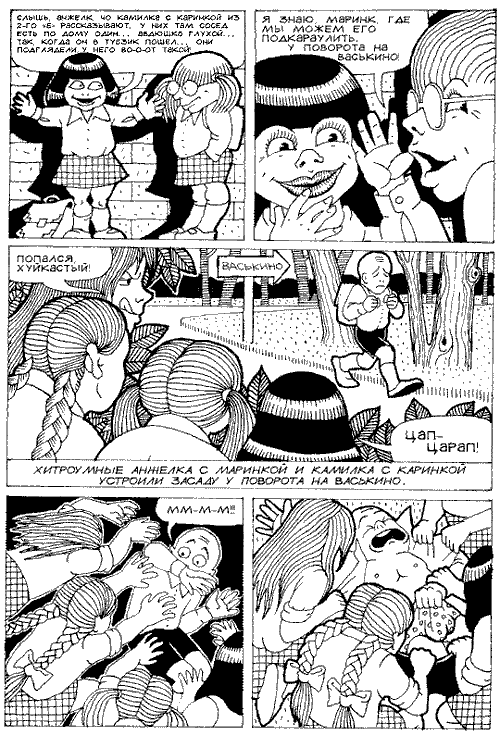 СЛЫШЬ, АНЖЕЛК, ЧО КАМИЛКЕ С КАРИНКОЙ ИЗ
2-ГО «Б» РАССКАЗЫВАЮТ, У НИХ ТАМ СОСЕД
ЕСТЬ ПО ДОМУ ОДИН... АВДЮШКО ГЛУХОЙ...
ТАК, КОГДА ОН В ТУБЗИК ПОШЕЛ... ОНИ
ПОДГЛЯДЕЛИ У НЕГО ВО-О-ОТ ТАКОЙ!
Я ЗНАЮ, МАРИНК, ГДЕ
МЫ МОЖЕМ ЕГО
ПОДКАРАУЛИТЬ.
У ПОВОРОТА НА
ВАСЬКИНО!
ПОПАЛСЯ,
ХУЙКАСТЫЙ!
ВАСЬКИНО
ЦАП-
ЦАРАП!
ХИТРОУМНЫЕ АНЖЕЛКА С МАРИНКОЙ И КАМИЛКА С КАРИНКОЙ
УСТРОИЛИ ЗАСАДУ У ПОВОРОТА НА ВАСЬКИНО.
ММ-М-М!!!